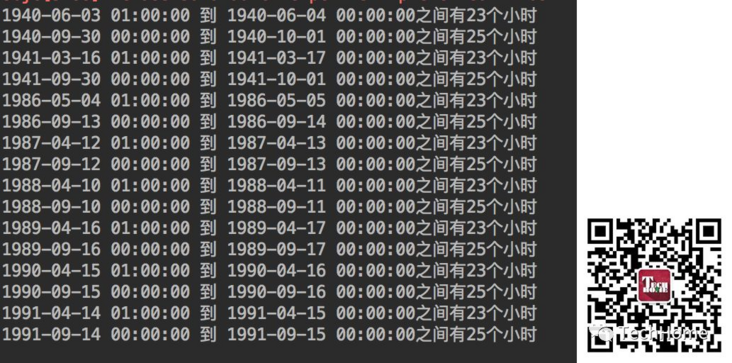 1940-06-03 01:00:00 到 1940-06-04 00:00:00之间有23个小时
1940-09-30 00:00:00 到 1940-10-01 00:00:00之间有25个小时
1941-03-16 01:00:00 到 1941-03-17 00:00:00之间有23个小时
1941-09-30 00:00:00 到 1941-10-01 00:00:00之间有25个小时
1986-05-04 01:00:00 到 1986-05-05 00:00:00之间有23个小时
1986-09-13 00:00:00 到 1986-09-14 00:00:00之间有25个小时
1987-04-12 01:00:00 到 1987-04-13 00:00:00之间有23个小时
1987-09-12 00:00:00 到 1987-09-13 00:00:00之间有25个小时
1988-04-10 01:00:00 到 1988-04-11 00:00:00之间有23个小时
1988-09-10 00:00:00 到 1988-09-11 00:00:00之间有25个小时
1989-04-16 01:00:00 到 1989-04-17 00:00:00之间有23个小时
1989-09-16 00:00:00 到 1989-09-17 00:00:00之间有25个小时
1990-04-15 01:00:00 到 1990-04-16 00:00:00之间有23个小时
1990-09-15 00:00:00 到 1990-09-16 00:00:00之间有25个小时
1991-04-14 01:00:00 到 1991-04-15 00:00:00之间有23个小时
1991-09-14 00:00:00 到 1991-09-15 00:00:00之间有25个小时
TECH
HOME
TechHome